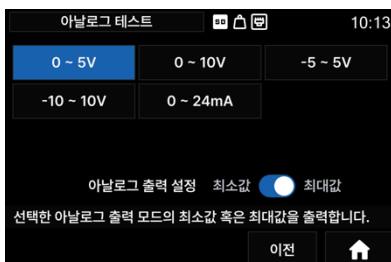 아날로그 테스트 SD 10:13
0 ~ 5V 0 ~ 10V -5 ~ 5V
-10 ~ 10V 0 ~ 24mA
아날로그 출력 설정 최소값 최대값
선택한 아날로그 출력 모드의 최소값 혹은 최대값을 출력합니다.
이전